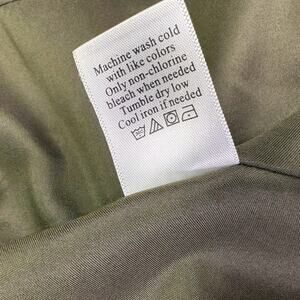 Machine wash cold
with like colors
Only non-chlorine
bleach when needed
Tumble dry low
Cool iron if needed